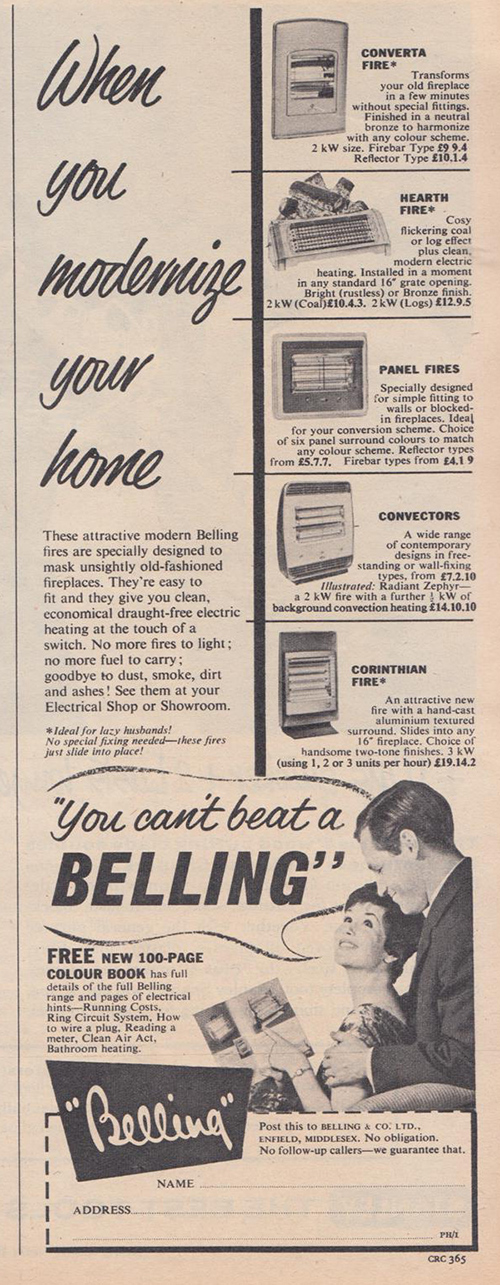 When
you
modernize
your
home
These attractive modern Belling
fires are specially designed to
mask unsightly old-fashioned
fireplaces. They're easy to
fit and they give you clean,
economical draught-free electric
heating at the touch of a
switch. No more fires to light;
no more fuel to carry;
goodbye to dust, smoke, dirt
and ashes! See them at your
Electrical Shop or Showroom.
*Ideal for lazy husbands!
No special fixing needed—these fires
just slide into place!
CONVERTA
FIRE*
Transforms
your old fireplace
in a few minutes
without special fittings.
Finished in a neutral
bronze to harmonize
with any colour scheme.
2 kW size. Firebar Type £9 9.4
Reflector Type £10.1.4
HEARTH
FIRE*
Cosy
flickering coal
or log effect
plus clean,
modern electric
heating. Installed in a moment
in any standard 16" grate opening.
Bright (rustless) or Bronze finish.
2 kW (Coal) £10.4.3. 2 kW (Logs) £12.9.5
PANEL FIRES
Specially designed
for simple fitting to
walls or blocked-
in fireplaces. Ideal
for your conversion scheme. Choice
of six panel surround colours to match
any colour scheme. Reflector types
from £5.7.7. Firebar types from £4.1 9
CONVECTORS
A wide range
of contemporary
designs in free-
standing or wall-fixing
types, from £7.2.10
Illustrated: Radiant Zephyr—
a 2 kW fire with a further ½ kW of
background convection heating £14.10.10
CORINTHIAN
FIRE*
An attractive new
fire with a hand-cast
aluminium textured
surround. Slides into any
16" fireplace. Choice of
handsome two-tone finishes. 3 kW
(using 1, 2 or 3 units per hour) £19.14.2
"You can't beat a
BELLING"
FREE NEW 100-PAGE
COLOUR BOOK has full
details of the full Belling
range and pages of electrical
hints—Running Costs,
Ring Circuit System, How
to wire a plug, Reading a
meter, Clean Air Act,
Bathroom heating.
"Belling"
Post this to BELLING & CO. LTD.,
ENFIELD, MIDDLESEX. No obligation.
No follow-up callers—we guarantee that.
NAME
ADDRESS
PH/1
CRC 365